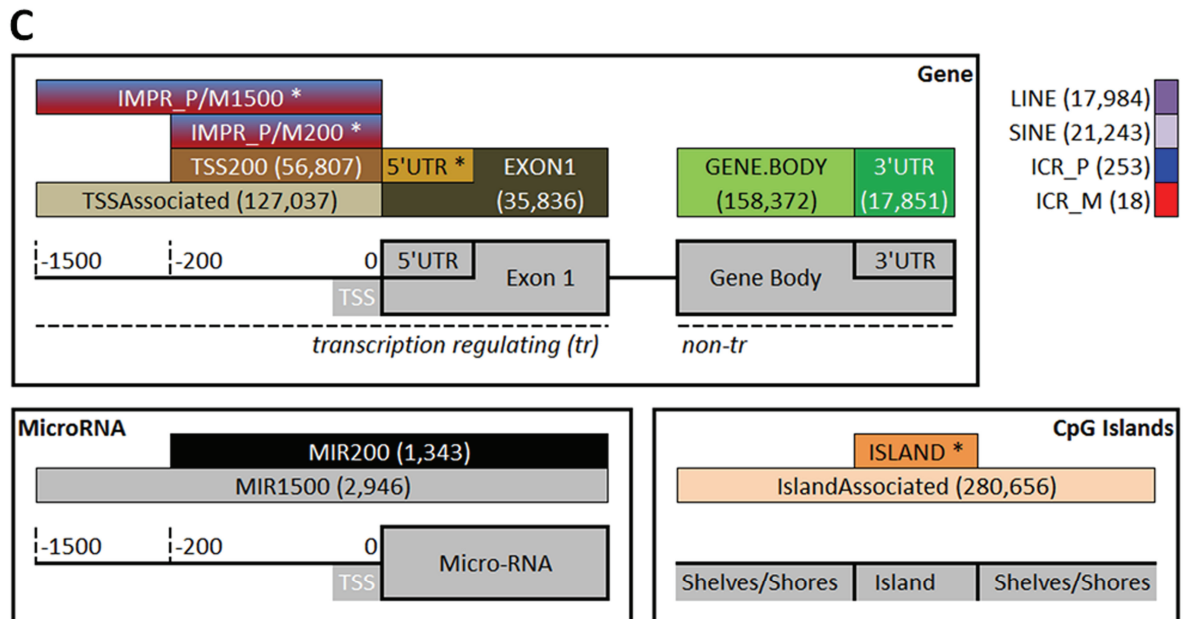 C
Gene
IMPR_P/M1500 *
IMPR_P/M200 *
TSS200 (56,807)
5'UTR *
EXON1
(35,836)
TSSAssociated (127,037)
GENE.BODY
(158,372)
3'UTR
(17,851)
LINE (17,984)
SINE (21,243)
ICR_P (253)
ICR_M (18)
-1500
-200
0
TSS
5'UTR
Exon 1
Gene Body
3'UTR
transcription regulating (tr)
non-tr
MicroRNA
MIR200 (1,343)
MIR1500 (2,946)
-1500
-200
0
TSS
Micro-RNA
CpG Islands
ISLAND *
IslandAssociated (280,656)
Shelves/Shores
Island
Shelves/Shores